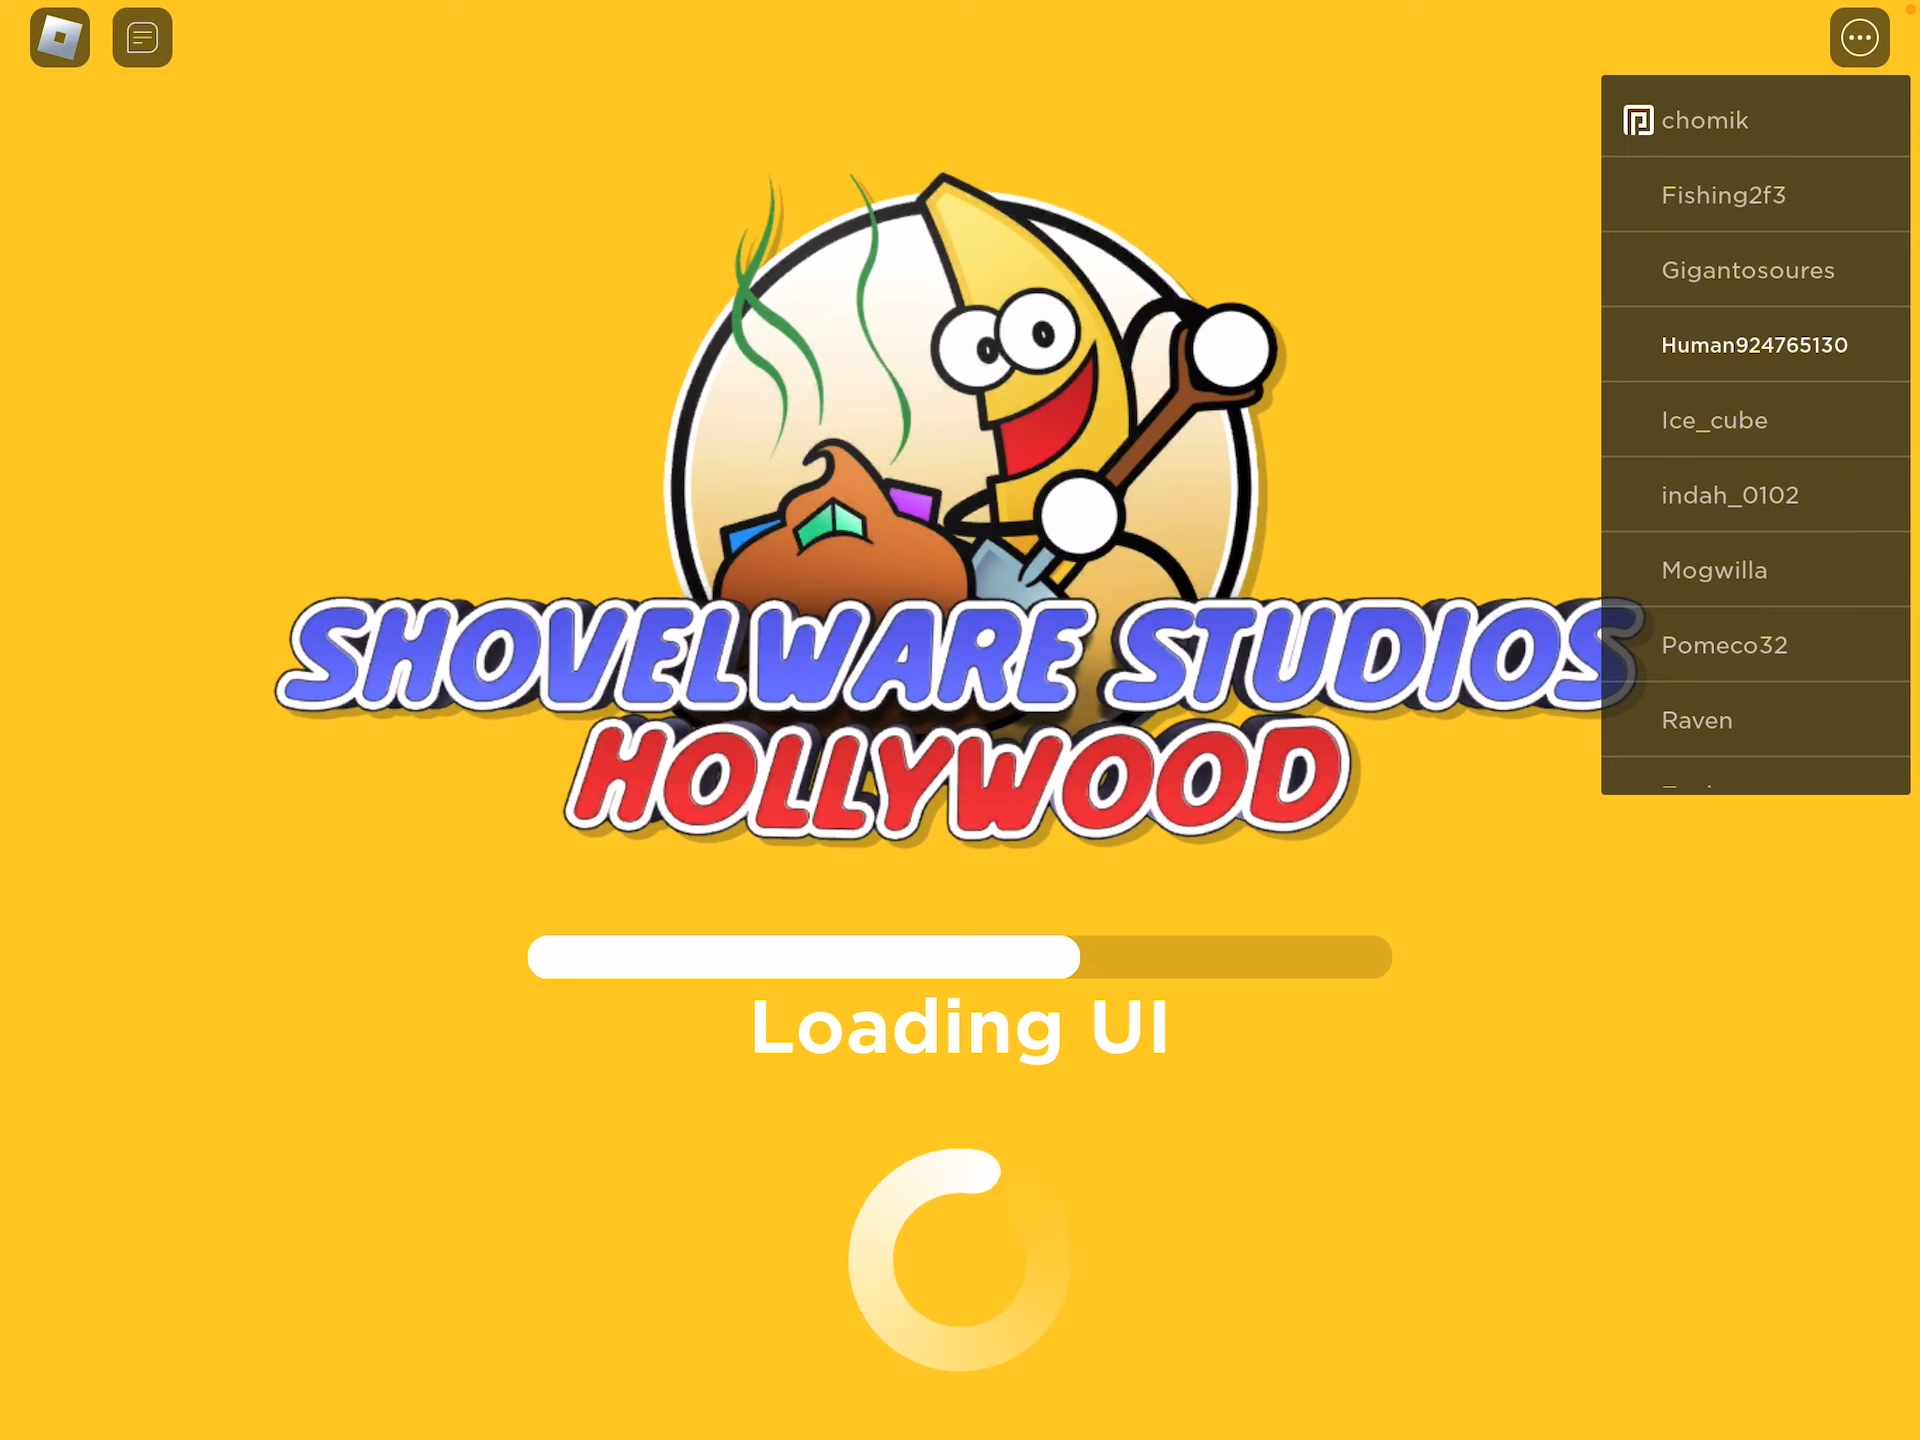 chomik
Fishing2f3
Gigantosoures
Human924765130
Ice_cube
indah_0102
Mogwilla
Pomeco32
Raven
SHOVELWARE STUDIOS
HOLLYWOOD
Loading UI